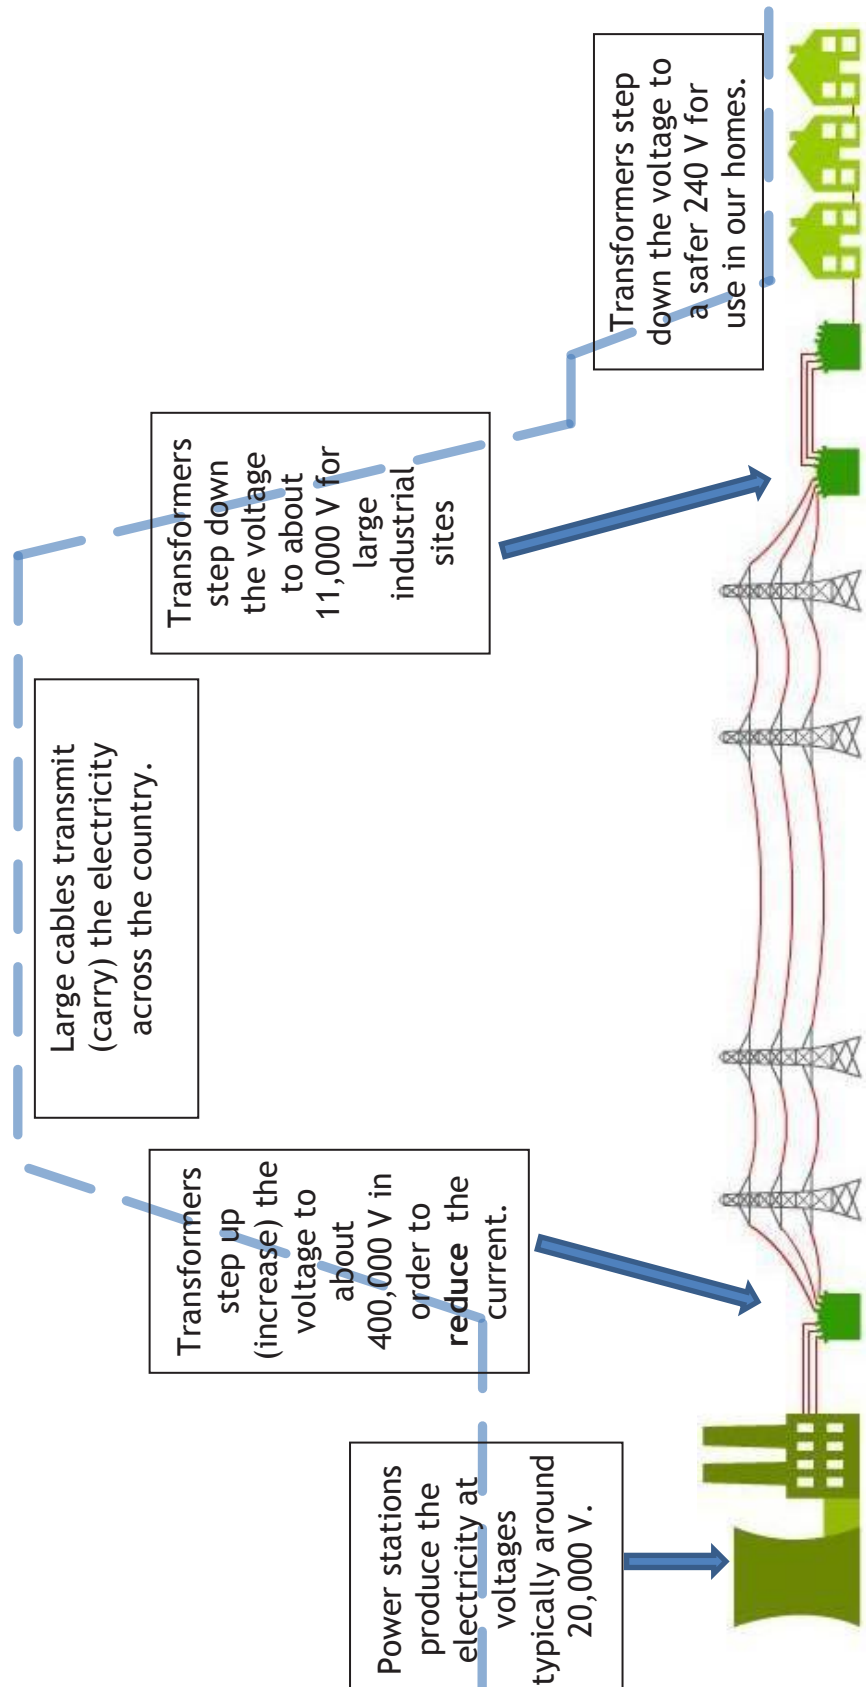 Power stations
produce the
electricity at
voltages
typically around
20,000 V.
Transformers
step up
(increase) the
voltage to
about
400,000 V in
order to
reduce the
current.
Large cables transmit
(carry) the electricity
across the country.
Transformers
step down
the voltage
to about
11,000 V for
large
industrial
sites
Transformers step
down the voltage to
a safer 240 V for
use in our homes.